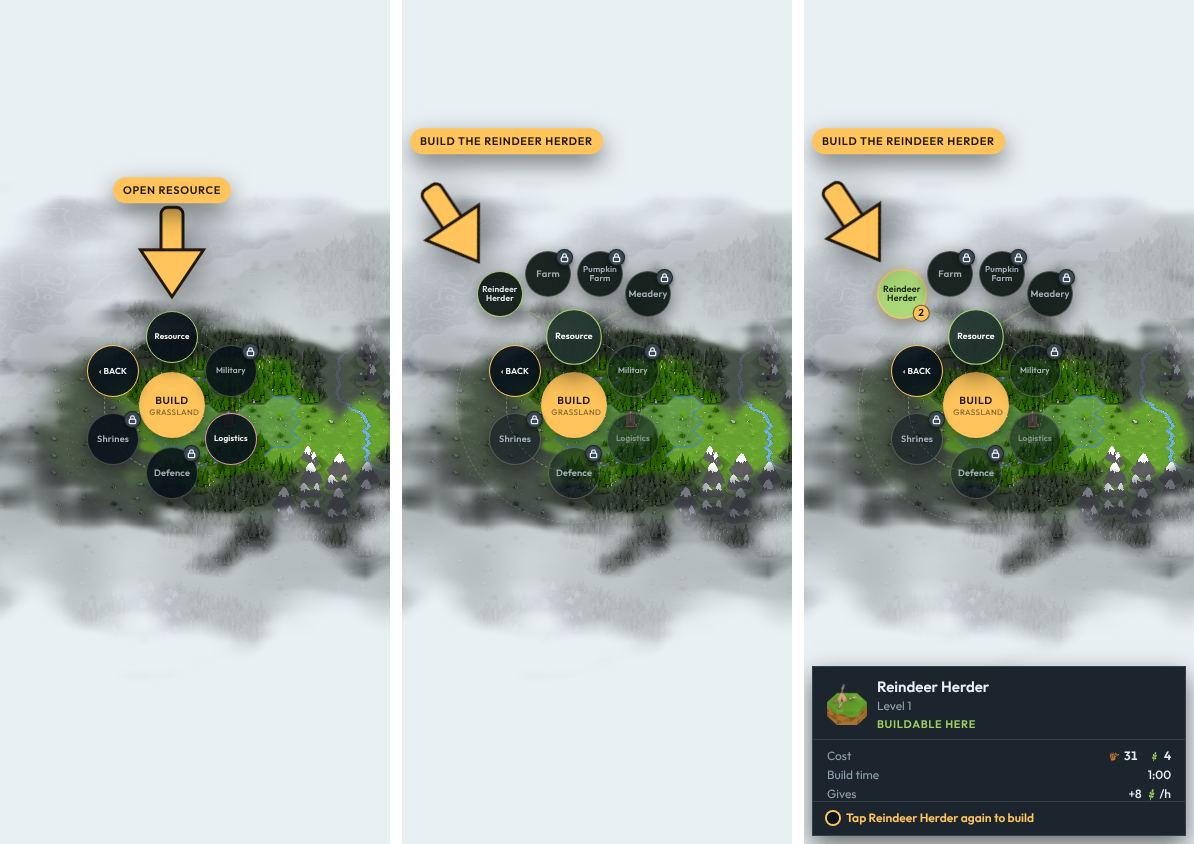 OPEN RESOURCE
Resource
‹ BACK
Military
BUILD
GRASSLAND
Shrines
Logistics
Defence
BUILD THE REINDEER HERDER
Reindeer
Herder
Farm
Pumpkin
Farm
Meadery
Resource
‹ BACK
Military
BUILD
GRASSLAND
Shrines
Logistics
Defence
BUILD THE REINDEER HERDER
Reindeer
Herder
2
Farm
Pumpkin
Farm
Meadery
Resource
‹ BACK
Military
BUILD
GRASSLAND
Shrines
Logistics
Defence
Reindeer Herder
Level 1
BUILDABLE HERE
Cost 31 4
Build time 1:00
Gives +8 /h
Tap Reindeer Herder again to build